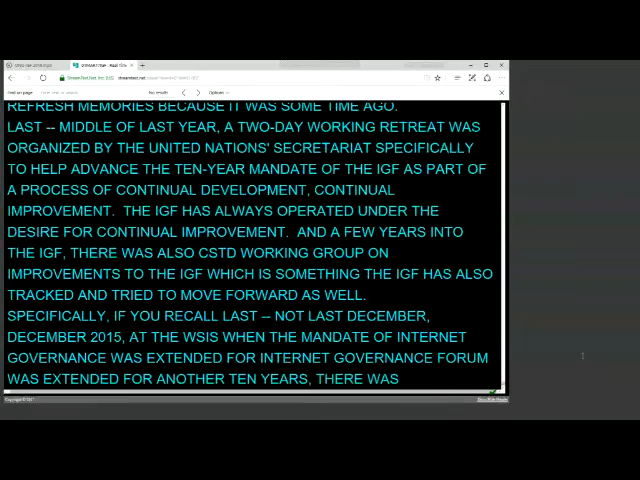 Find on page
No results
Options
REFRESH MEMORIES BECAUSE IT WAS SOME TIME AGO.
LAST -- MIDDLE OF LAST YEAR, A TWO-DAY WORKING RETREAT WAS
ORGANIZED BY THE UNITED NATIONS' SECRETARIAT SPECIFICALLY
TO HELP ADVANCE THE TEN-YEAR MANDATE OF THE IGF AS PART OF
A PROCESS OF CONTINUAL DEVELOPMENT, CONTINUAL
IMPROVEMENT.  THE IGF HAS ALWAYS OPERATED UNDER THE
DESIRE FOR CONTINUAL IMPROVEMENT.  AND A FEW YEARS INTO
THE IGF, THERE WAS ALSO CSTD WORKING GROUP ON
IMPROVEMENTS TO THE IGF WHICH IS SOMETHING THE IGF HAS ALSO
TRACKED AND TRIED TO MOVE FORWARD AS WELL.
SPECIFICALLY, IF YOU RECALL LAST -- NOT LAST DECEMBER,
DECEMBER 2015, AT THE WSIS WHEN THE MANDATE OF INTERNET
GOVERNANCE WAS EXTENDED FOR INTERNET GOVERNANCE FORUM
WAS EXTENDED FOR ANOTHER TEN YEARS, THERE WAS